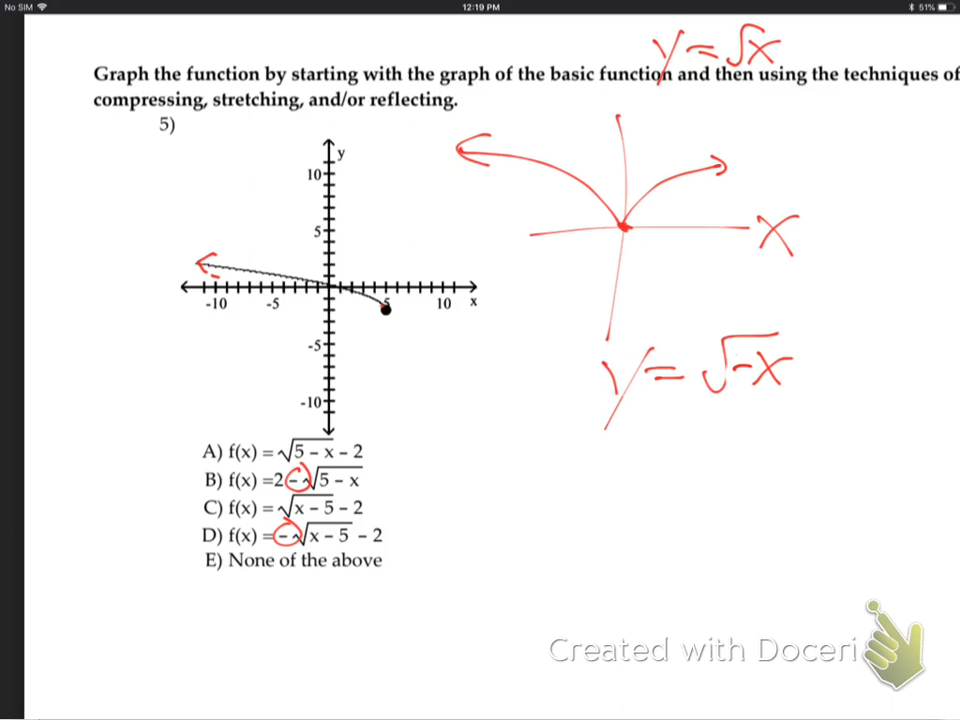 No SIM 12:19 PM 51%
y = √x
Graph the function by starting with the graph of the basic function and then using the techniques of
compressing, stretching, and/or reflecting.
5)
y
10
5
-10 -5 5 10 x
-5
-10
x
y = √-x
A) f(x) = √5 - x - 2
B) f(x) =2 - √5 - x
C) f(x) = √x - 5 - 2
D) f(x) = - √x - 5 - 2
E) None of the above
Created with Doceri